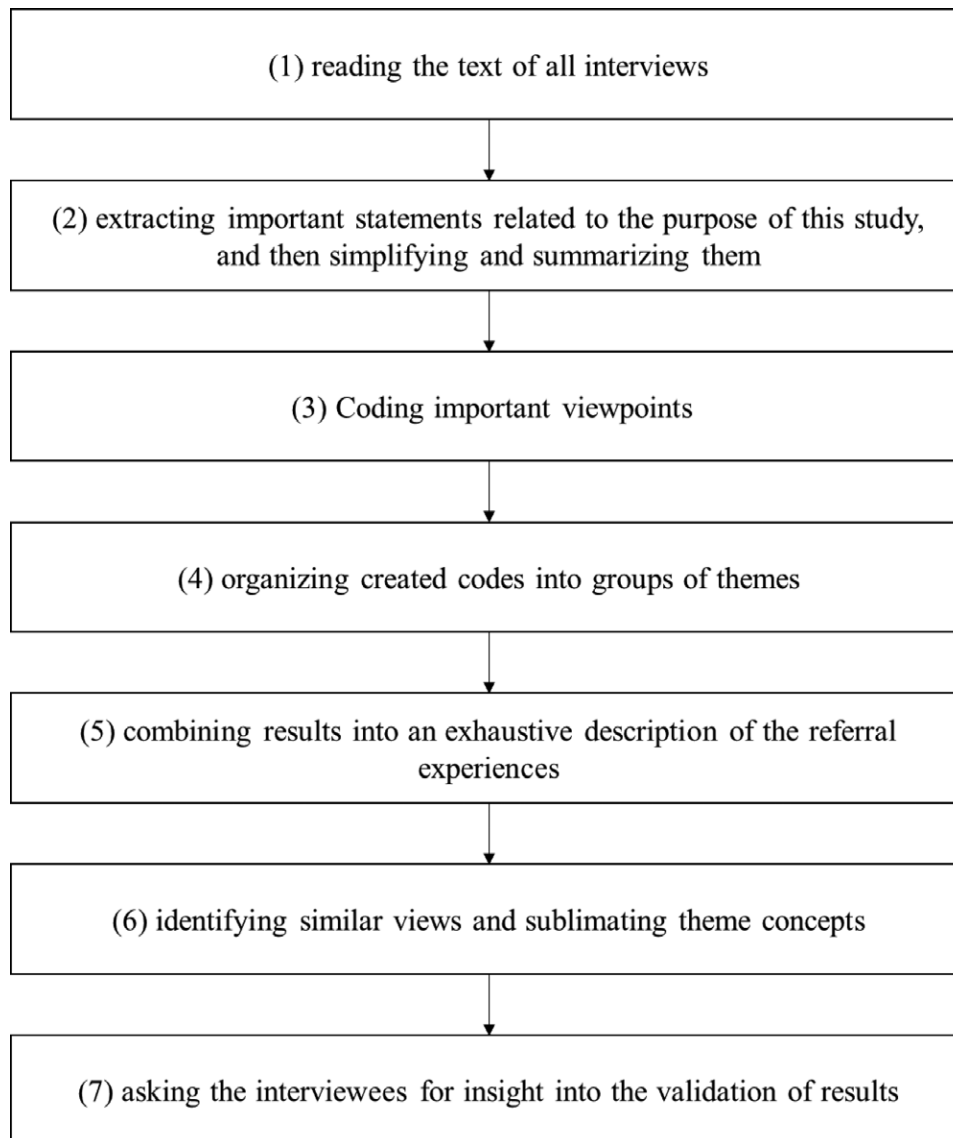 (1) reading the text of all interviews
(2) extracting important statements related to the purpose of this study,
and then simplifying and summarizing them
(3) Coding important viewpoints
(4) organizing created codes into groups of themes
(5) combining results into an exhaustive description of the referral
experiences
(6) identifying similar views and sublimating theme concepts
(7) asking the interviewees for insight into the validation of results